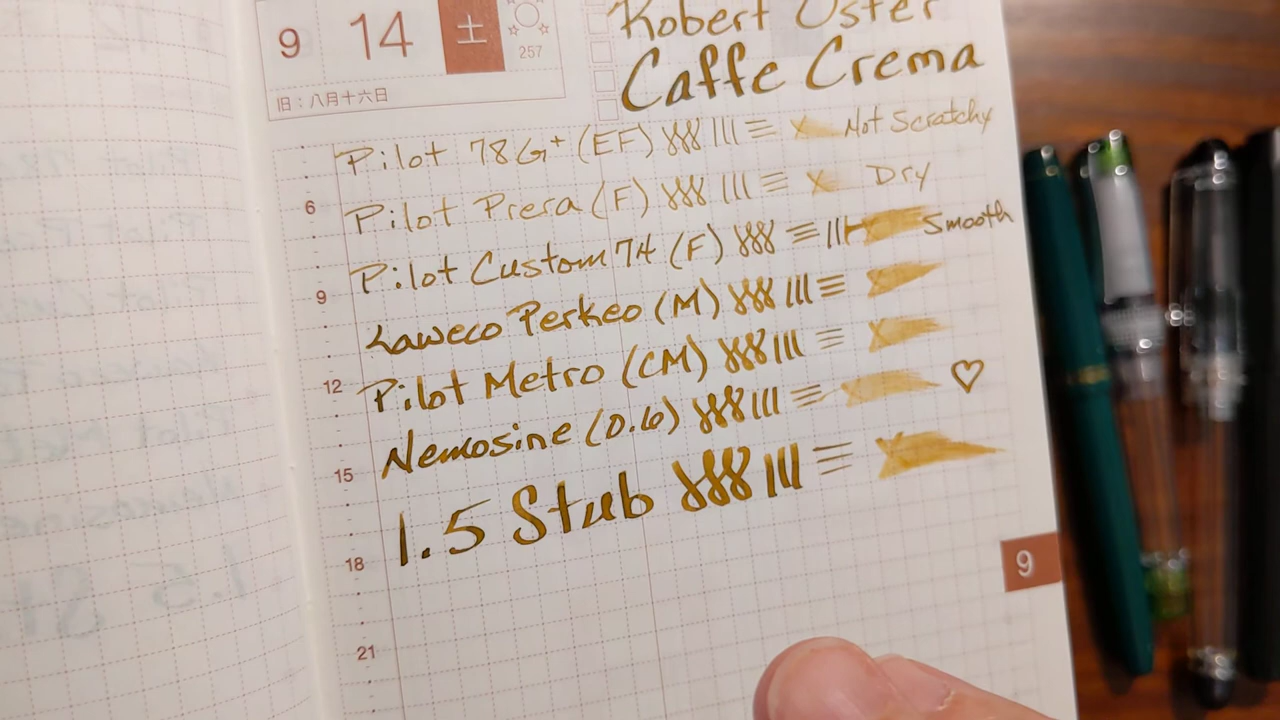 9 14 土
257
旧：八月十六日
Robert Oster
Caffe Crema
Pilot 78G+ (EF) Not Scratchy
6
Pilot Prera (F) Dry
Pilot Custom 74 (F) Smooth
9
Kaweco Perkeo (M)
Pilot Metro (CM)
12
Nemosine (0.6) ♡
15
1.5 Stub
18
9
21